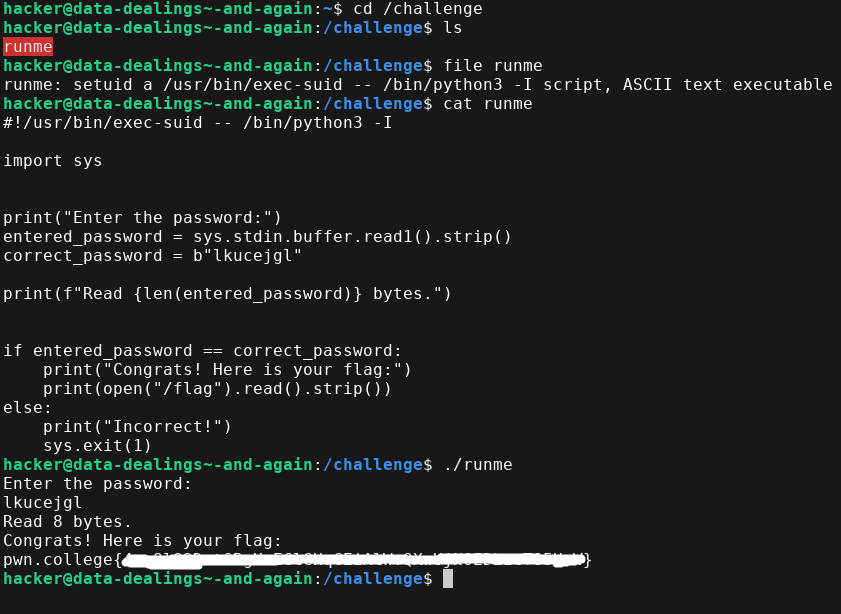 hacker@data-dealings~-and-again:~$ cd /challenge
hacker@data-dealings~-and-again:/challenge$ ls
runme
hacker@data-dealings~-and-again:/challenge$ file runme
runme: setuid a /usr/bin/exec-suid -- /bin/python3 -I script, ASCII text executable
hacker@data-dealings~-and-again:/challenge$ cat runme
#!/usr/bin/exec-suid -- /bin/python3 -I
import sys
print("Enter the password:")
entered_password = sys.stdin.buffer.read1().strip()
correct_password = b"lkucejgl"
print(f"Read {len(entered_password)} bytes.")
if entered_password == correct_password:
    print("Congrats! Here is your flag:")
    print(open("/flag").read().strip())
else:
    print("Incorrect!")
    sys.exit(1)
hacker@data-dealings~-and-again:/challenge$ ./runme
Enter the password:
lkucejgl
Read 8 bytes.
Congrats! Here is your flag:
pwn.college{}
hacker@data-dealings~-and-again:/challenge$